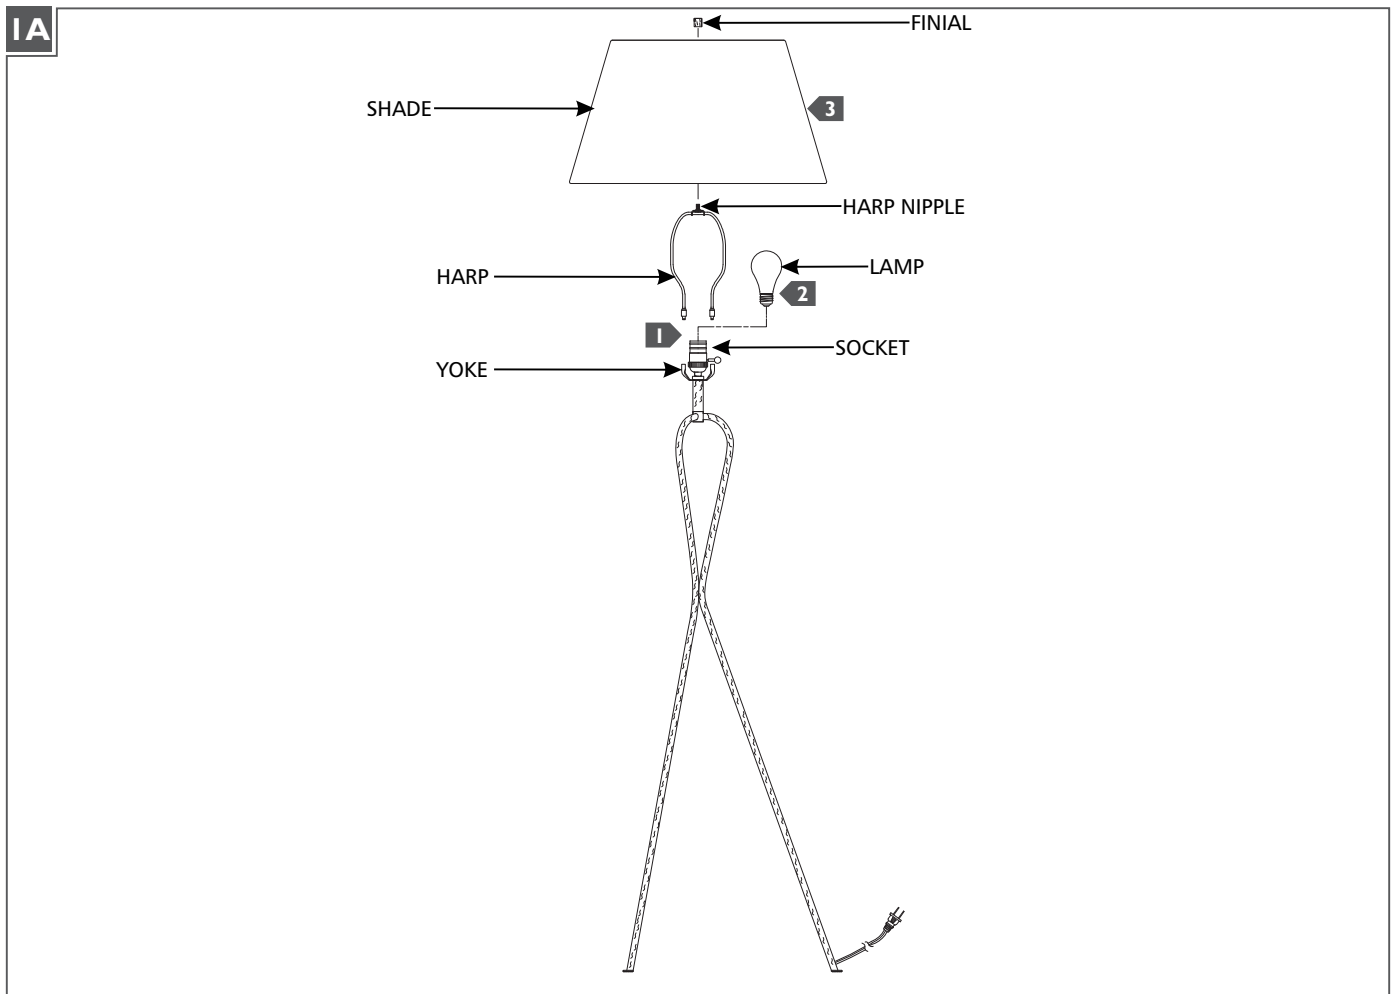 1A
FINIAL
SHADE
3
HARP NIPPLE
LAMP
HARP
2
1
SOCKET
YOKE